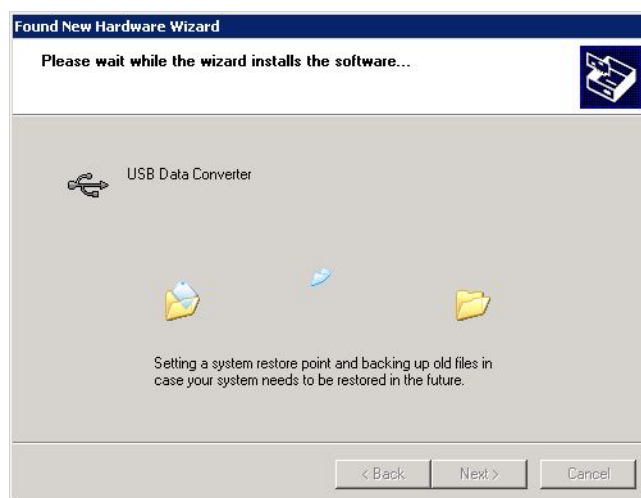 Found New Hardware Wizard
Please wait while the wizard installs the software...
USB Data Converter
Setting a system restore point and backing up old files in
case your system needs to be restored in the future.
< Back
Next >
Cancel